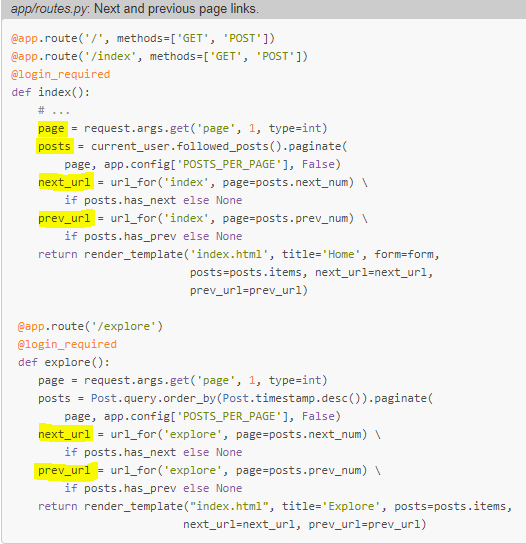 app/routes.py: Next and previous page links.
@app.route('/', methods=['GET', 'POST'])
@app.route('/index', methods=['GET', 'POST'])
@login_required
def index():
    # ...
    page = request.args.get('page', 1, type=int)
    posts = current_user.followed_posts().paginate(
        page, app.config['POSTS_PER_PAGE'], False)
    next_url = url_for('index', page=posts.next_num) \
        if posts.has_next else None
    prev_url = url_for('index', page=posts.prev_num) \
        if posts.has_prev else None
    return render_template('index.html', title='Home', form=form,
                           posts=posts.items, next_url=next_url,
                           prev_url=prev_url)
@app.route('/explore')
@login_required
def explore():
    page = request.args.get('page', 1, type=int)
    posts = Post.query.order_by(Post.timestamp.desc()).paginate(
        page, app.config['POSTS_PER_PAGE'], False)
    next_url = url_for('explore', page=posts.next_num) \
        if posts.has_next else None
    prev_url = url_for('explore', page=posts.prev_num) \
        if posts.has_prev else None
    return render_template("index.html", title='Explore', posts=posts.items,
                          next_url=next_url, prev_url=prev_url)